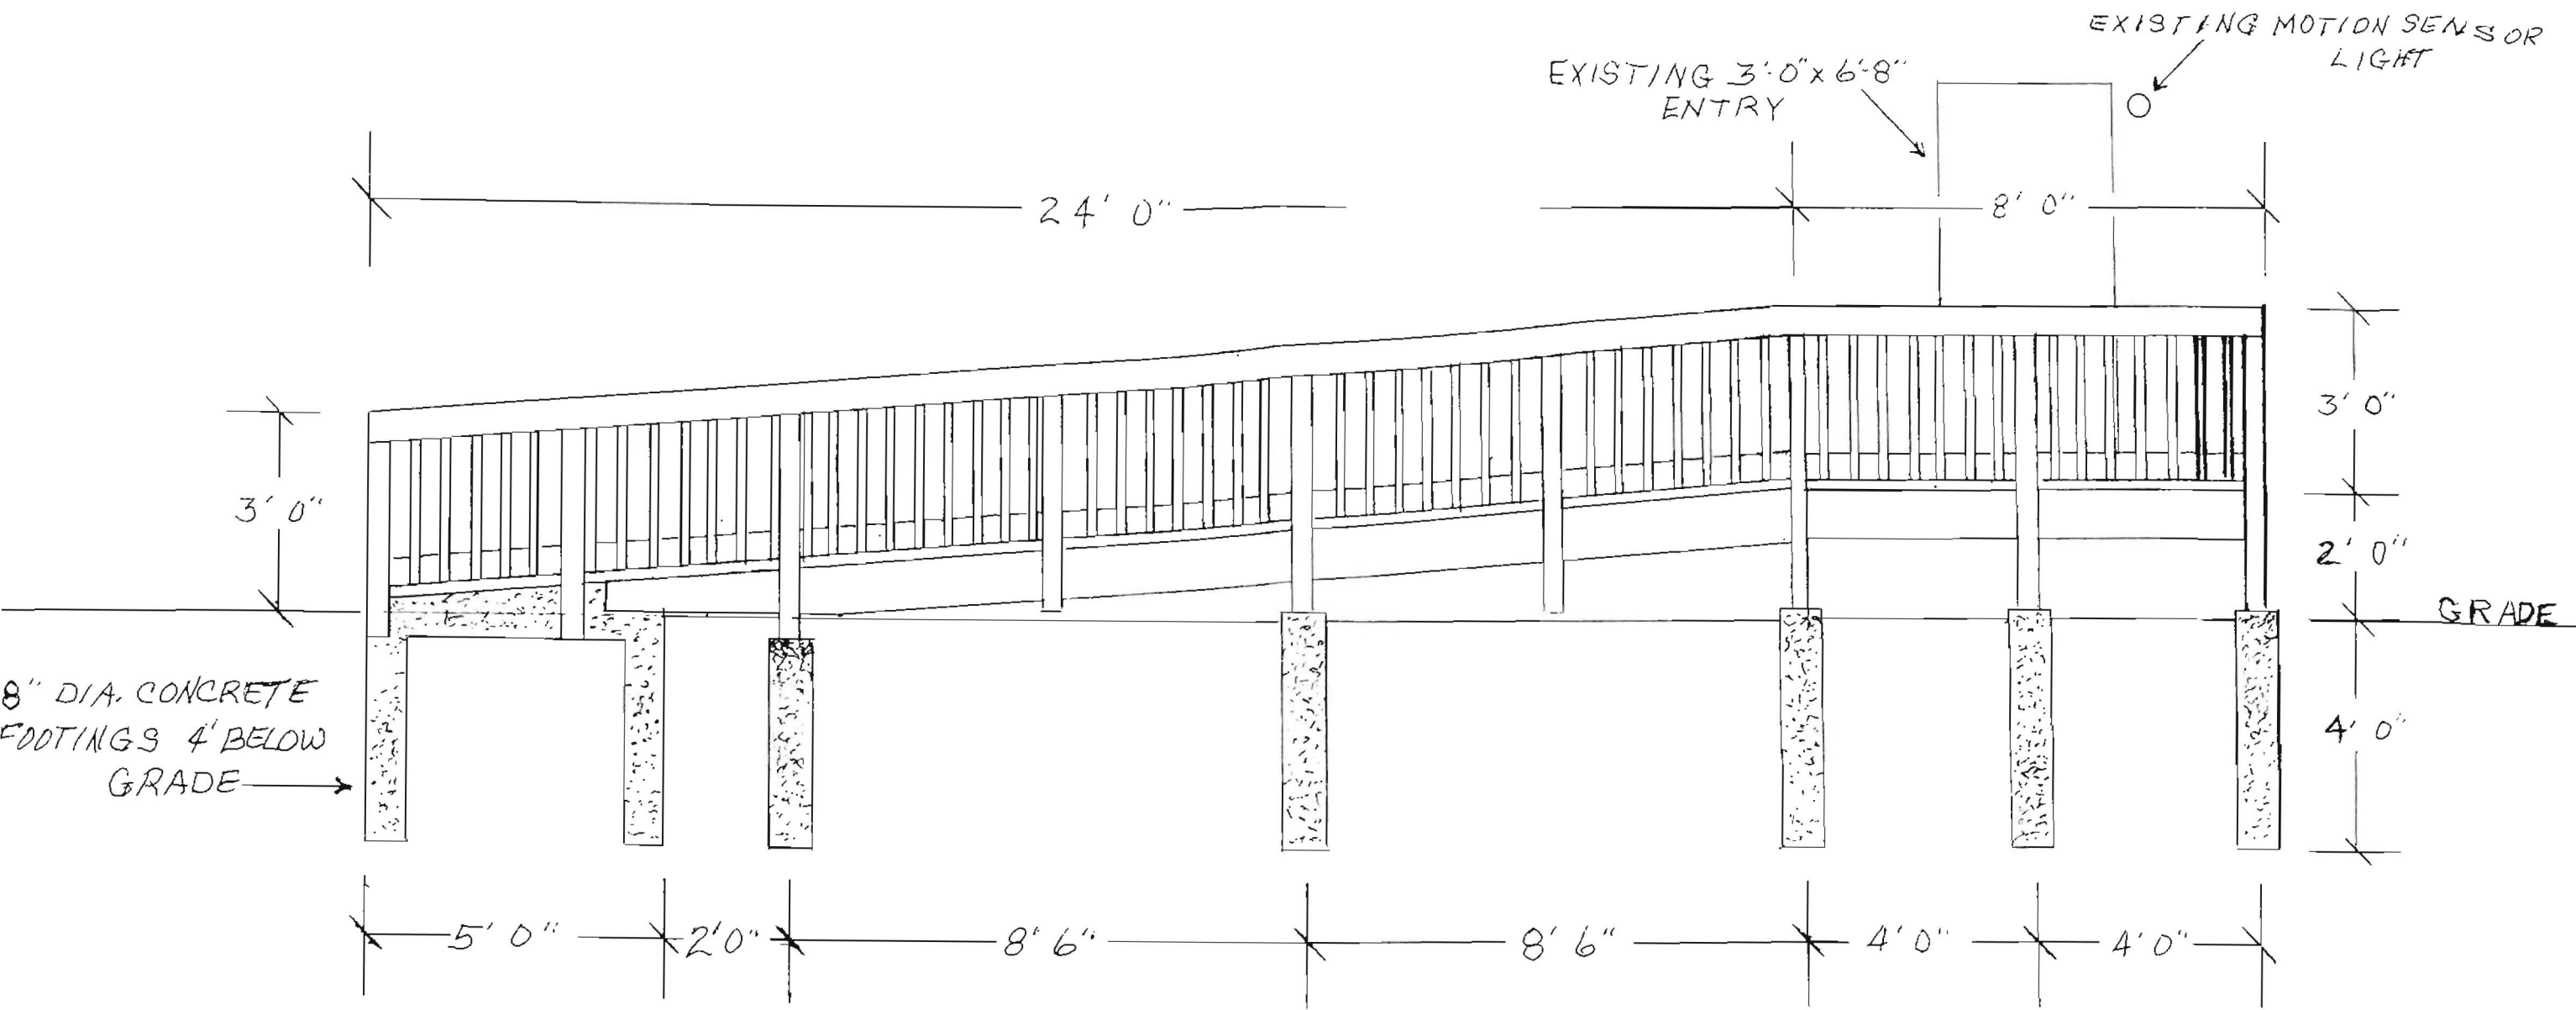 EXISTING MOTION SENSOR
LIGHT
EXISTING 3'-0" x 6'-8"
ENTRY
24' 0"
8' 0"
3' 0"
3' 0"
2' 0"
GRADE
8" DIA. CONCRETE
FOOTINGS 4' BELOW
GRADE
4' 0"
5' 0"
2' 0"
8' 6"
8' 6"
4' 0"
4' 0"